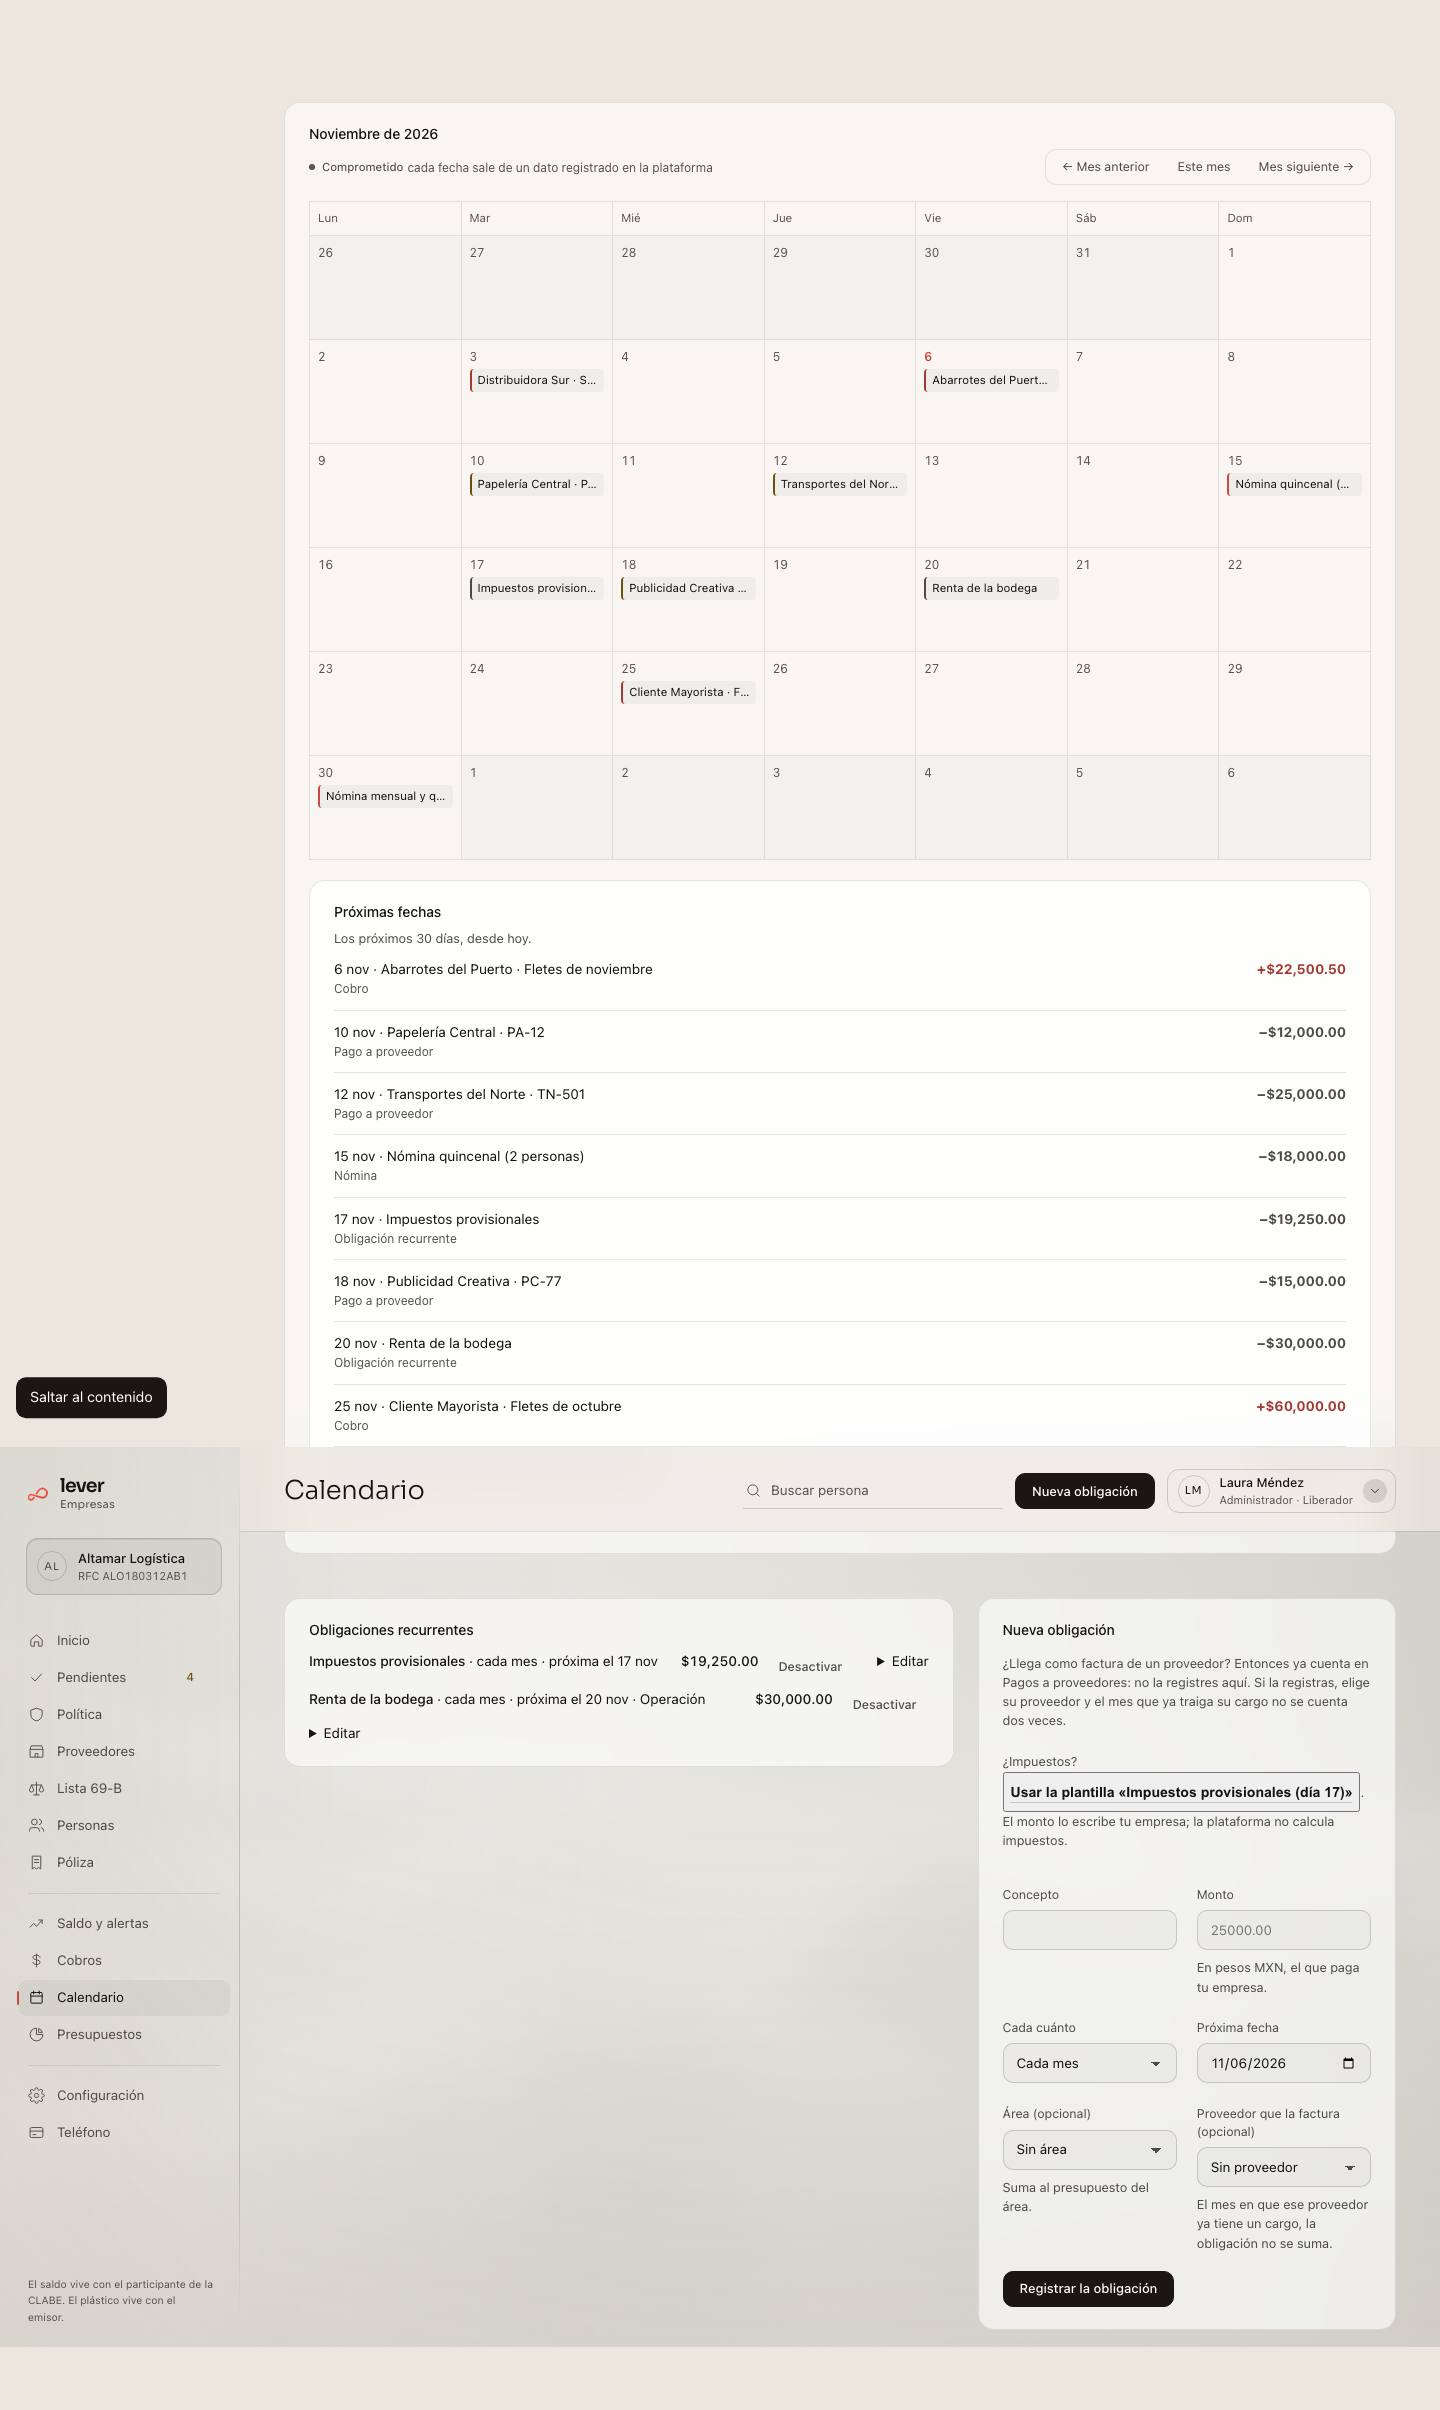 Noviembre de 2026
Comprometido cada fecha sale de un dato registrado en la plataforma
← Mes anterior Este mes Mes siguiente →
Lun Mar Mié Jue Vie Sáb Dom
26 27 28 29 30 31 1
2 3 4 5 6 7 8
Distribuidora Sur · S... Abarrotes del Puert...
9 10 11 12 13 14 15
Papelería Central · P... Transportes del Nor... Nómina quincenal (...
16 17 18 19 20 21 22
Impuestos provision... Publicidad Creativa ... Renta de la bodega
23 24 25 26 27 28 29
Cliente Mayorista · F...
30 1 2 3 4 5 6
Nómina mensual y q...
Próximas fechas
Los próximos 30 días, desde hoy.
6 nov · Abarrotes del Puerto · Fletes de noviembre +$22,500.50
Cobro
10 nov · Papelería Central · PA-12 −$12,000.00
Pago a proveedor
12 nov · Transportes del Norte · TN-501 −$25,000.00
Pago a proveedor
15 nov · Nómina quincenal (2 personas) −$18,000.00
Nómina
17 nov · Impuestos provisionales −$19,250.00
Obligación recurrente
18 nov · Publicidad Creativa · PC-77 −$15,000.00
Pago a proveedor
20 nov · Renta de la bodega −$30,000.00
Obligación recurrente
25 nov · Cliente Mayorista · Fletes de octubre +$60,000.00
Cobro
Saltar al contenido
lever
Empresas
Altamar Logística
AL
RFC ALO180312AB1
Inicio
Pendientes 4
Política
Proveedores
Lista 69-B
Personas
Póliza
Saldo y alertas
Cobros
Calendario
Presupuestos
Configuración
Teléfono
El saldo vive con el participante de la
CLABE. El plástico vive con el
emisor.
Calendario
Buscar persona
Nueva obligación
LM
Laura Méndez
Administrador · Liberador
Obligaciones recurrentes
Impuestos provisionales · cada mes · próxima el 17 nov $19,250.00 Desactivar ▶ Editar
Renta de la bodega · cada mes · próxima el 20 nov · Operación $30,000.00 Desactivar
▶ Editar
Nueva obligación
¿Llega como factura de un proveedor? Entonces ya cuenta en
Pagos a proveedores: no la registres aquí. Si la registras, elige
su proveedor y el mes que ya traiga su cargo no se cuenta
dos veces.
¿Impuestos?
Usar la plantilla «Impuestos provisionales (día 17)» .
El monto lo escribe tu empresa; la plataforma no calcula
impuestos.
Concepto Monto
25000.00
En pesos MXN, el que paga
tu empresa.
Cada cuánto Próxima fecha
Cada mes 11/06/2026
Área (opcional) Proveedor que la factura
(opcional)
Sin área Sin proveedor
Suma al presupuesto del
área.
El mes en que ese proveedor
ya tiene un cargo, la
obligación no se suma.
Registrar la obligación